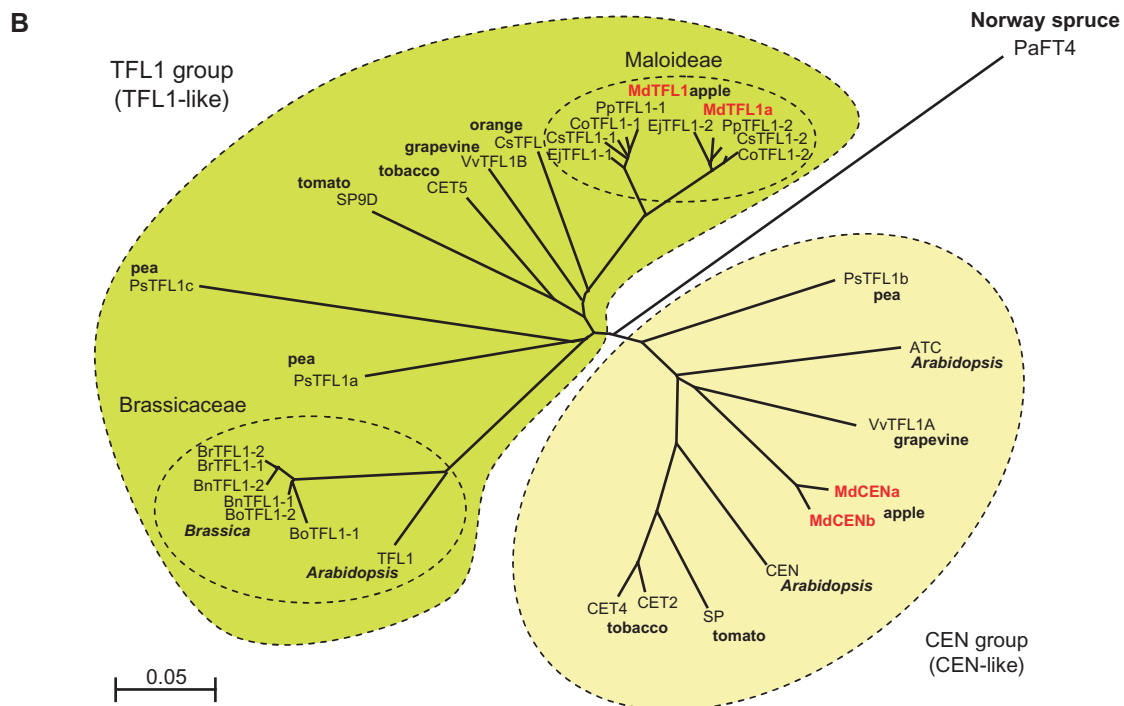 B
Norway spruce
PaFT4
TFL1 group
(TFL1-like)
Maloideae
MdTFL1 apple
PpTFL1-1
MdTFL1a
CoTFL1-1
EjTFL1-2
PpTFL1-2
CsTFL1-1
CsTFL1-2
EjTFL1-1
CoTFL1-2
orange
CsTFL
grapevine
VvTFL1B
tobacco
CET5
tomato
SP9D
pea
PsTFL1c
pea
PsTFL1a
Brassicaceae
BrTFL1-2
BrTFL1-1
BnTFL1-2
BnTFL1-1
BoTFL1-2
Brassica
BoTFL1-1
TFL1
Arabidopsis
PsTFL1b
pea
ATC
Arabidopsis
VvTFL1A
grapevine
MdCENa
MdCENb
apple
CEN
Arabidopsis
CET4
CET2
tobacco
SP
tomato
CEN group
(CEN-like)
0.05